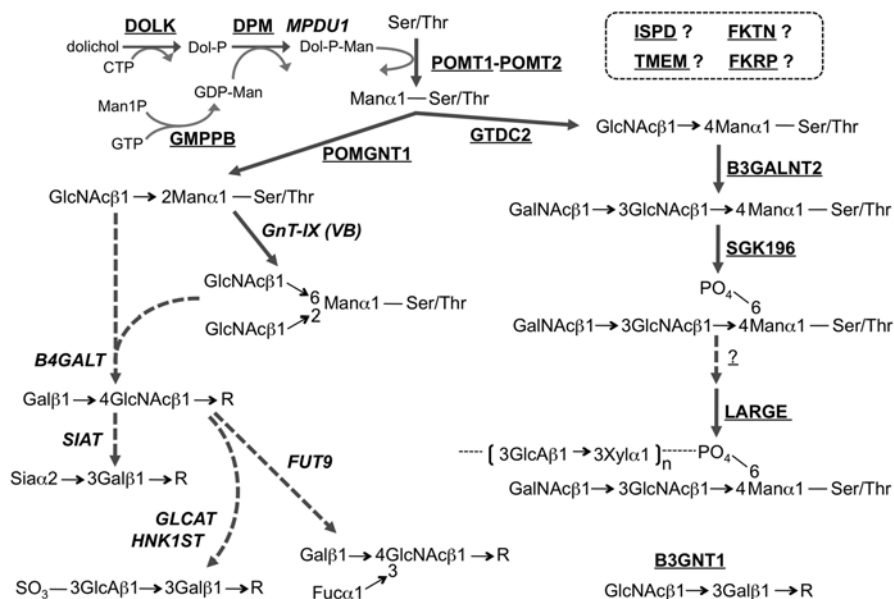 DOLK DPM MPDU1 Ser/Thr
dolichol → Dol-P → Dol-P-Man
CTP
GDP-Man
Man1P
GTP
GMPPB
POMT1-POMT2
Manα1 — Ser/Thr
ISPD ? FKTN ?
TMEM ? FKRP ?
POMGNT1
GTDC2
GlcNAcβ1→4Manα1 — Ser/Thr
B3GALNT2
GalNAcβ1→3GlcNAcβ1→4Manα1 — Ser/Thr
SGK196
PO4
6
GalNAcβ1→3GlcNAcβ1→4Manα1 — Ser/Thr
?
LARGE
[3GlcAβ1→3Xylα1]n PO4
6
GalNAcβ1→3GlcNAcβ1→4Manα1 — Ser/Thr
B3GNT1
GlcNAcβ1→3Galβ1→R
GlcNAcβ1→2Manα1 — Ser/Thr
GnT-IX (VB)
GlcNAcβ1
6
Manα1 — Ser/Thr
2
GlcNAcβ1
B4GALT
Galβ1→4GlcNAcβ1→R
SIAT
FUT9
Siaα2→3Galβ1→R
GLCAT
HNK1ST
Galβ1→4GlcNAcβ1→R
3
Fucα1
SO3—3GlcAβ1→3Galβ1→R